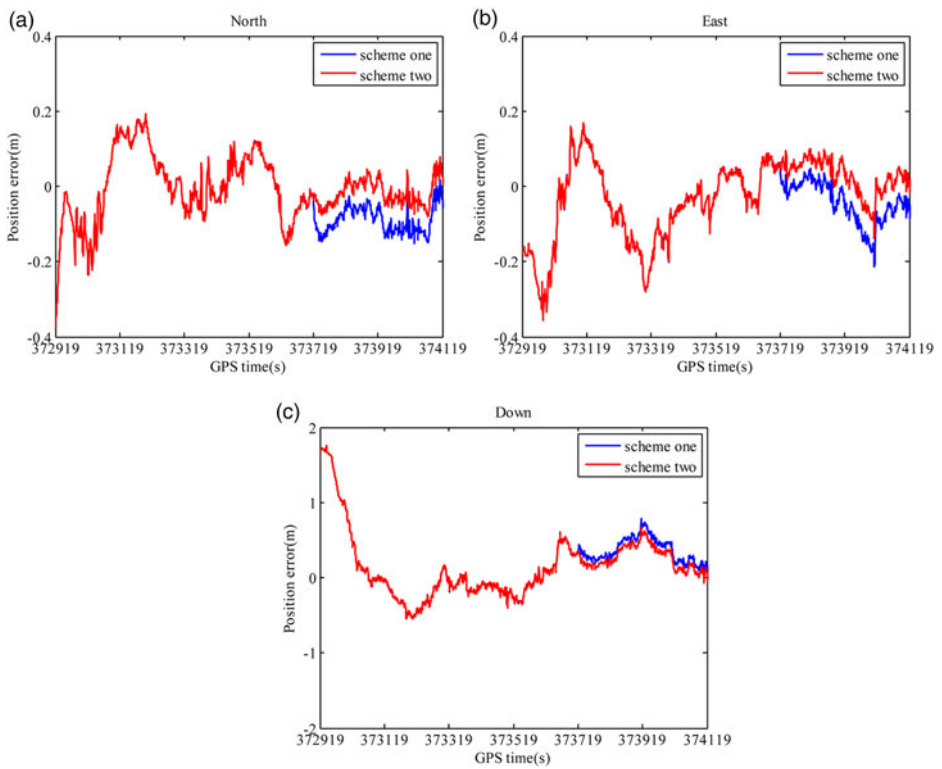 (a)
North
0.4
0.2
0
-0.2
-0.4
Position error(m)
scheme one
scheme two
372919 373119 373319 373519 373719 373919 374119
GPS time(s)
(b)
East
0.4
0.2
0
-0.2
-0.4
Position error(m)
scheme one
scheme two
372919 373119 373319 373519 373719 373919 374119
GPS time(s)
(c)
Down
2
1
0
-1
-2
Position error(m)
scheme one
scheme two
372919 373119 373319 373519 373719 373919 374119
GPS time(s)